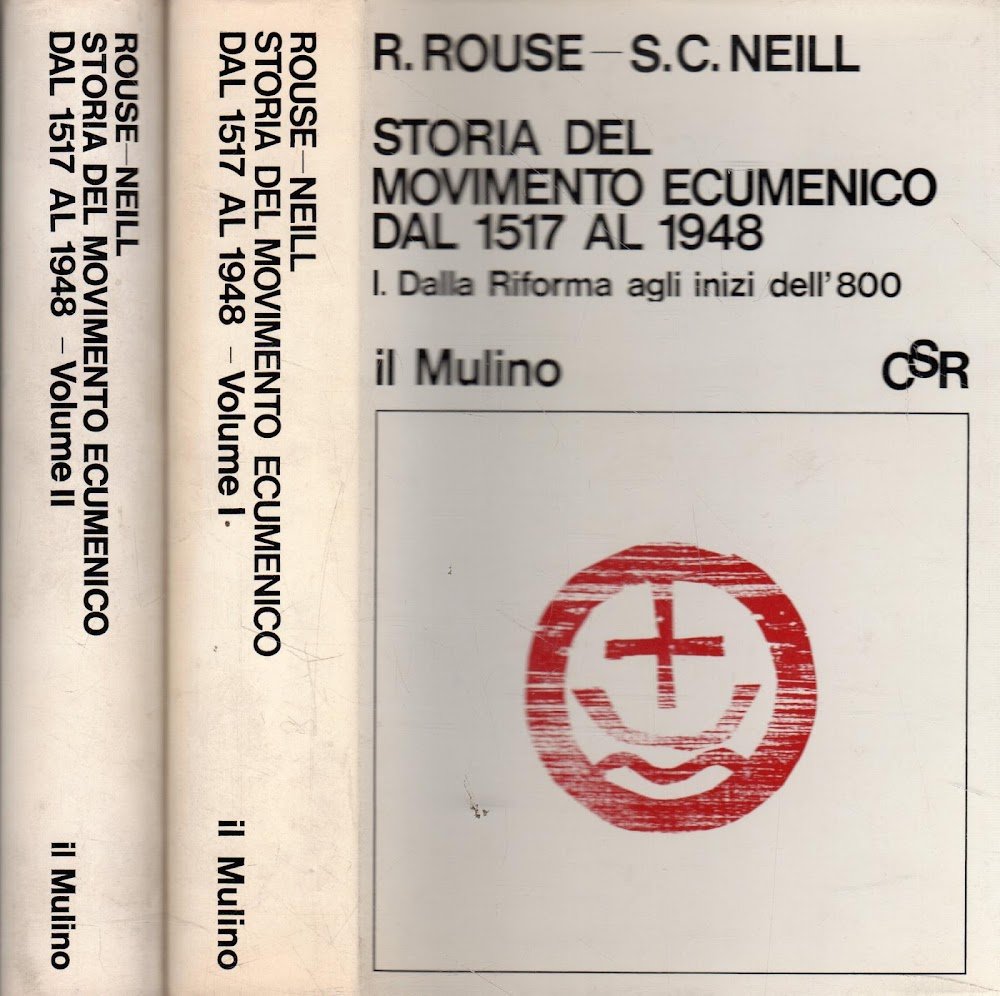 ROUSE—NEILL
STORIA DEL MOVIMENTO ECUMENICO
DAL 1517 AL 1948 – Volume II
il Mulino
ROUSE—NEILL
STORIA DEL MOVIMENTO ECUMENICO
DAL 1517 AL 1948 – Volume I
il Mulino
R. ROUSE—S.C. NEILL
STORIA DEL
MOVIMENTO ECUMENICO
DAL 1517 AL 1948
I. Dalla Riforma agli inizi dell'800
il Mulino
CSR